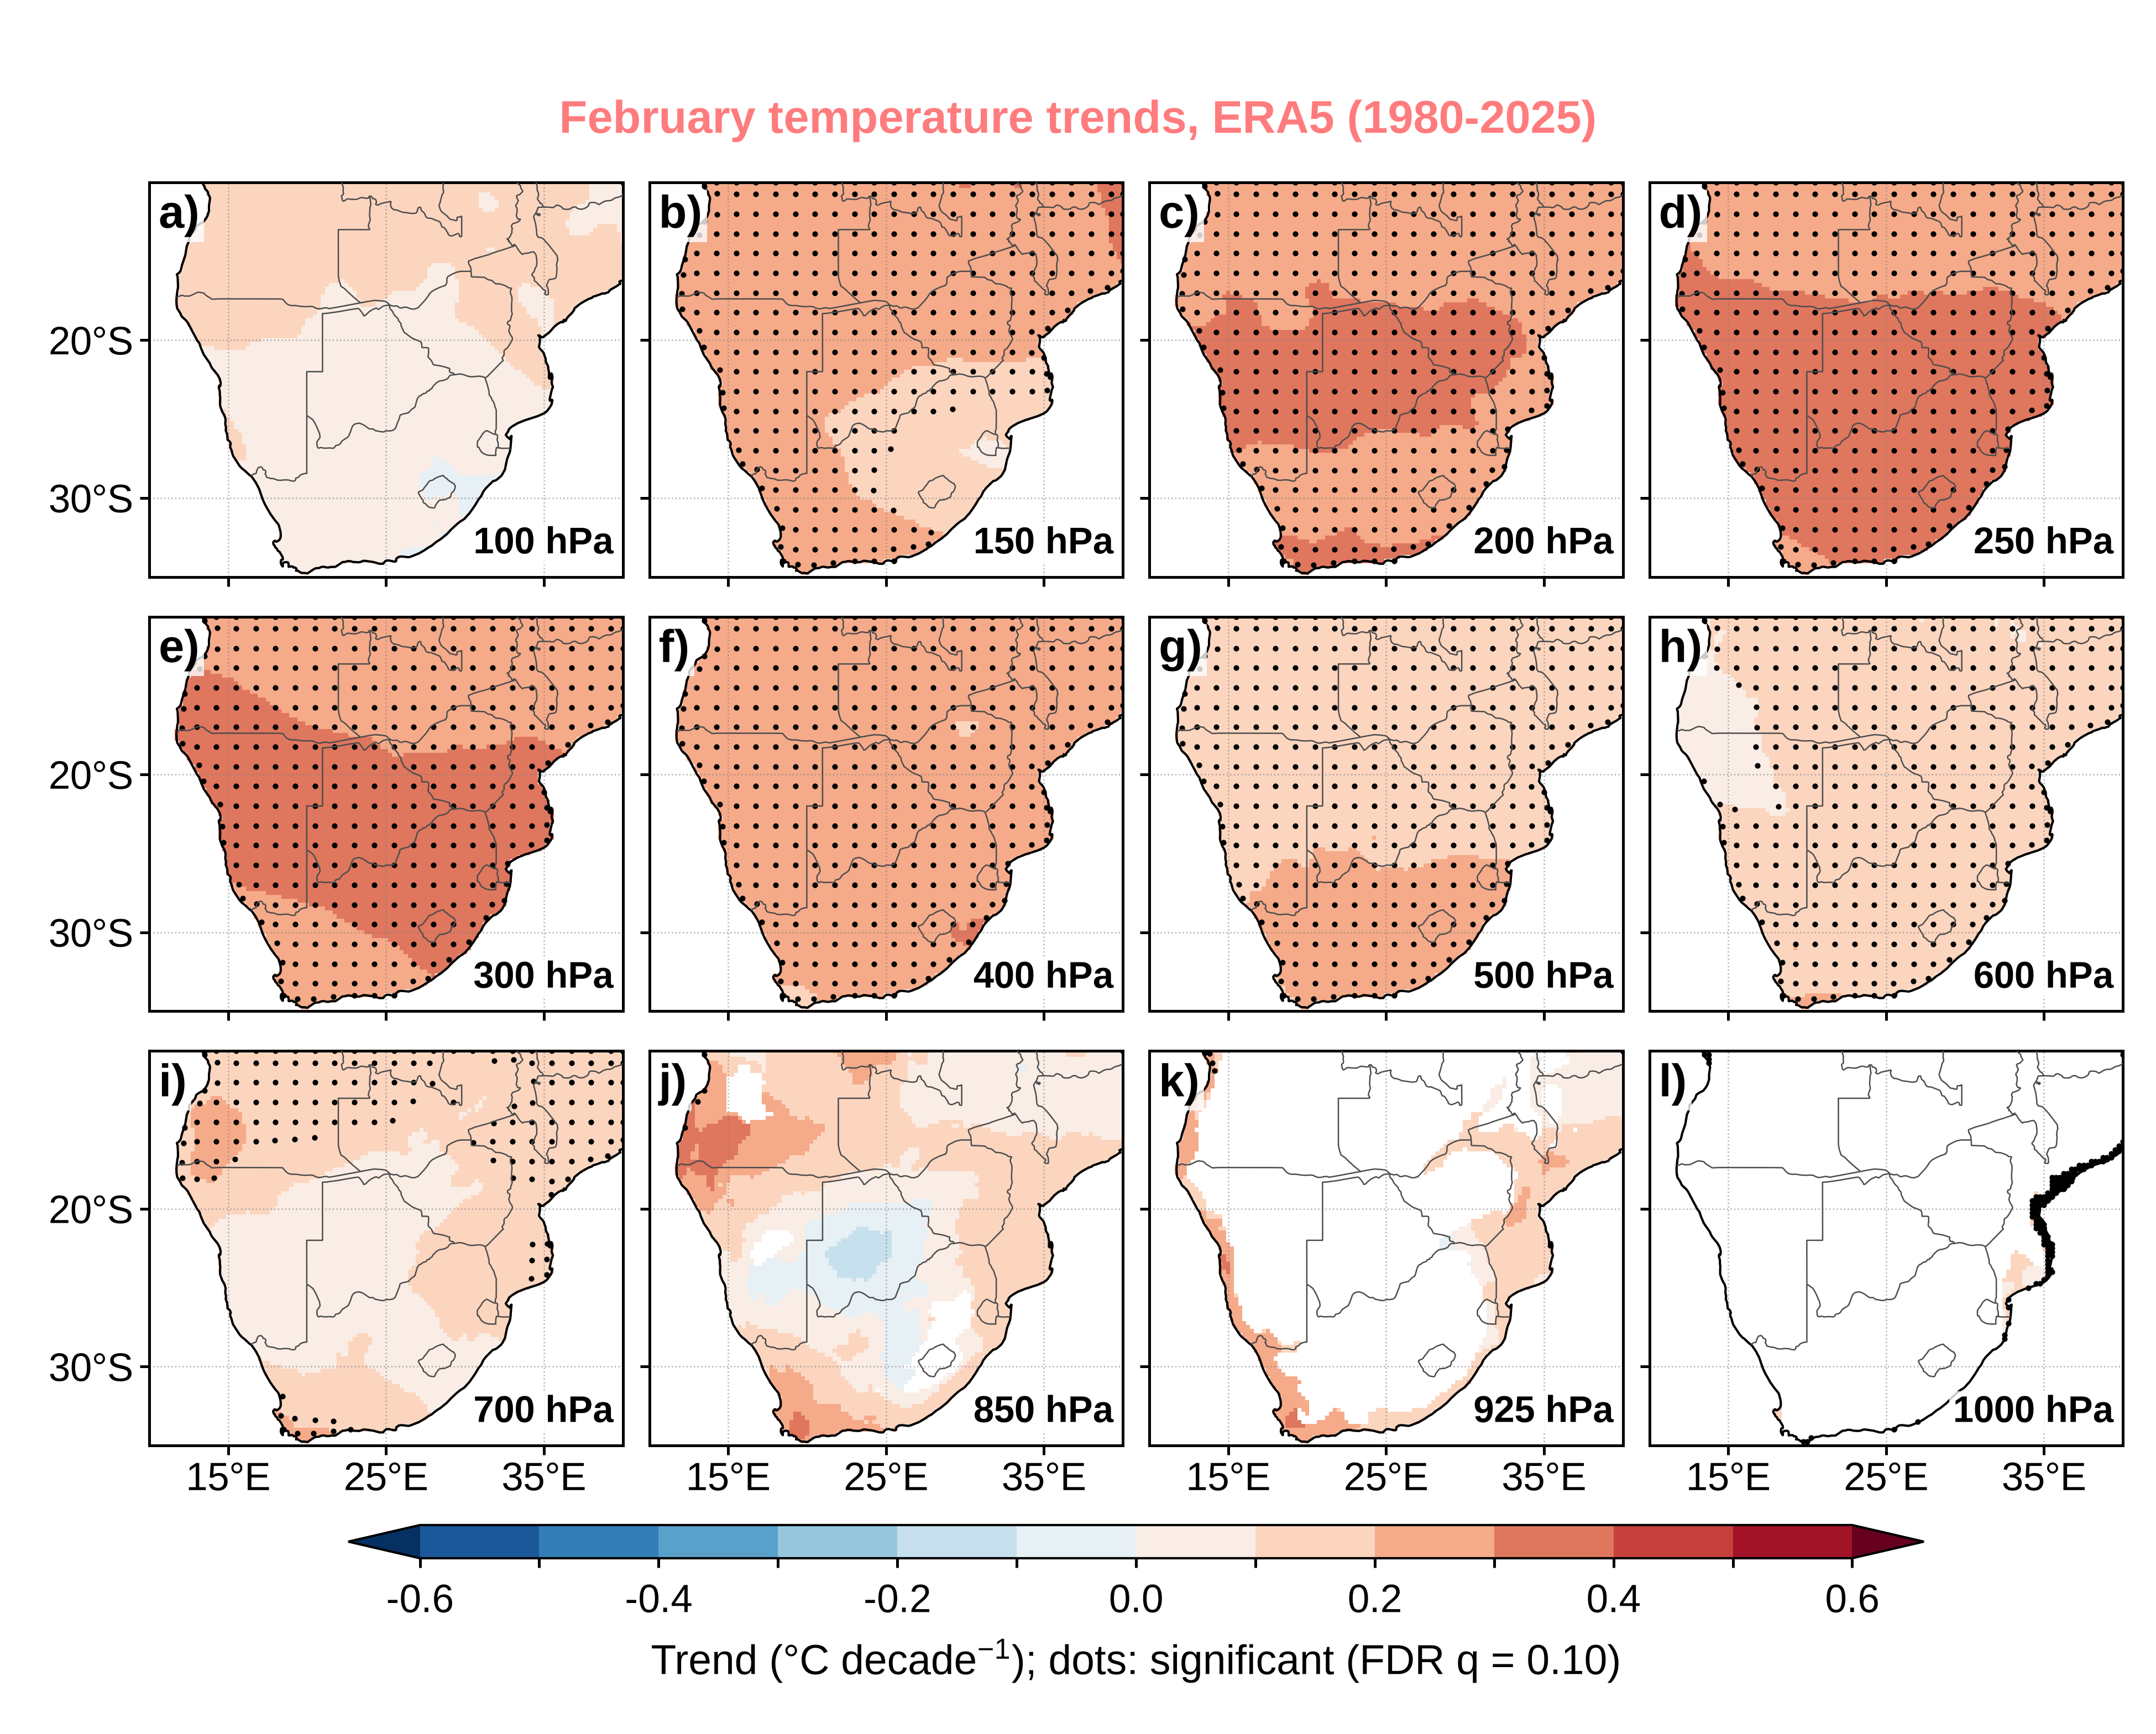 February temperature trends, ERA5 (1980-2025)
a) b) c) d)
20°S
30°S
100 hPa 150 hPa 200 hPa 250 hPa
e) f) g) h)
20°S
30°S
300 hPa 400 hPa 500 hPa 600 hPa
i) j) k) l)
20°S
30°S
700 hPa 850 hPa 925 hPa 1000 hPa
15°E 25°E 35°E 15°E 25°E 35°E 15°E 25°E 35°E 15°E 25°E 35°E
-0.6 -0.4 -0.2 0.0 0.2 0.4 0.6
Trend (°C decade⁻¹); dots: significant (FDR q = 0.10)